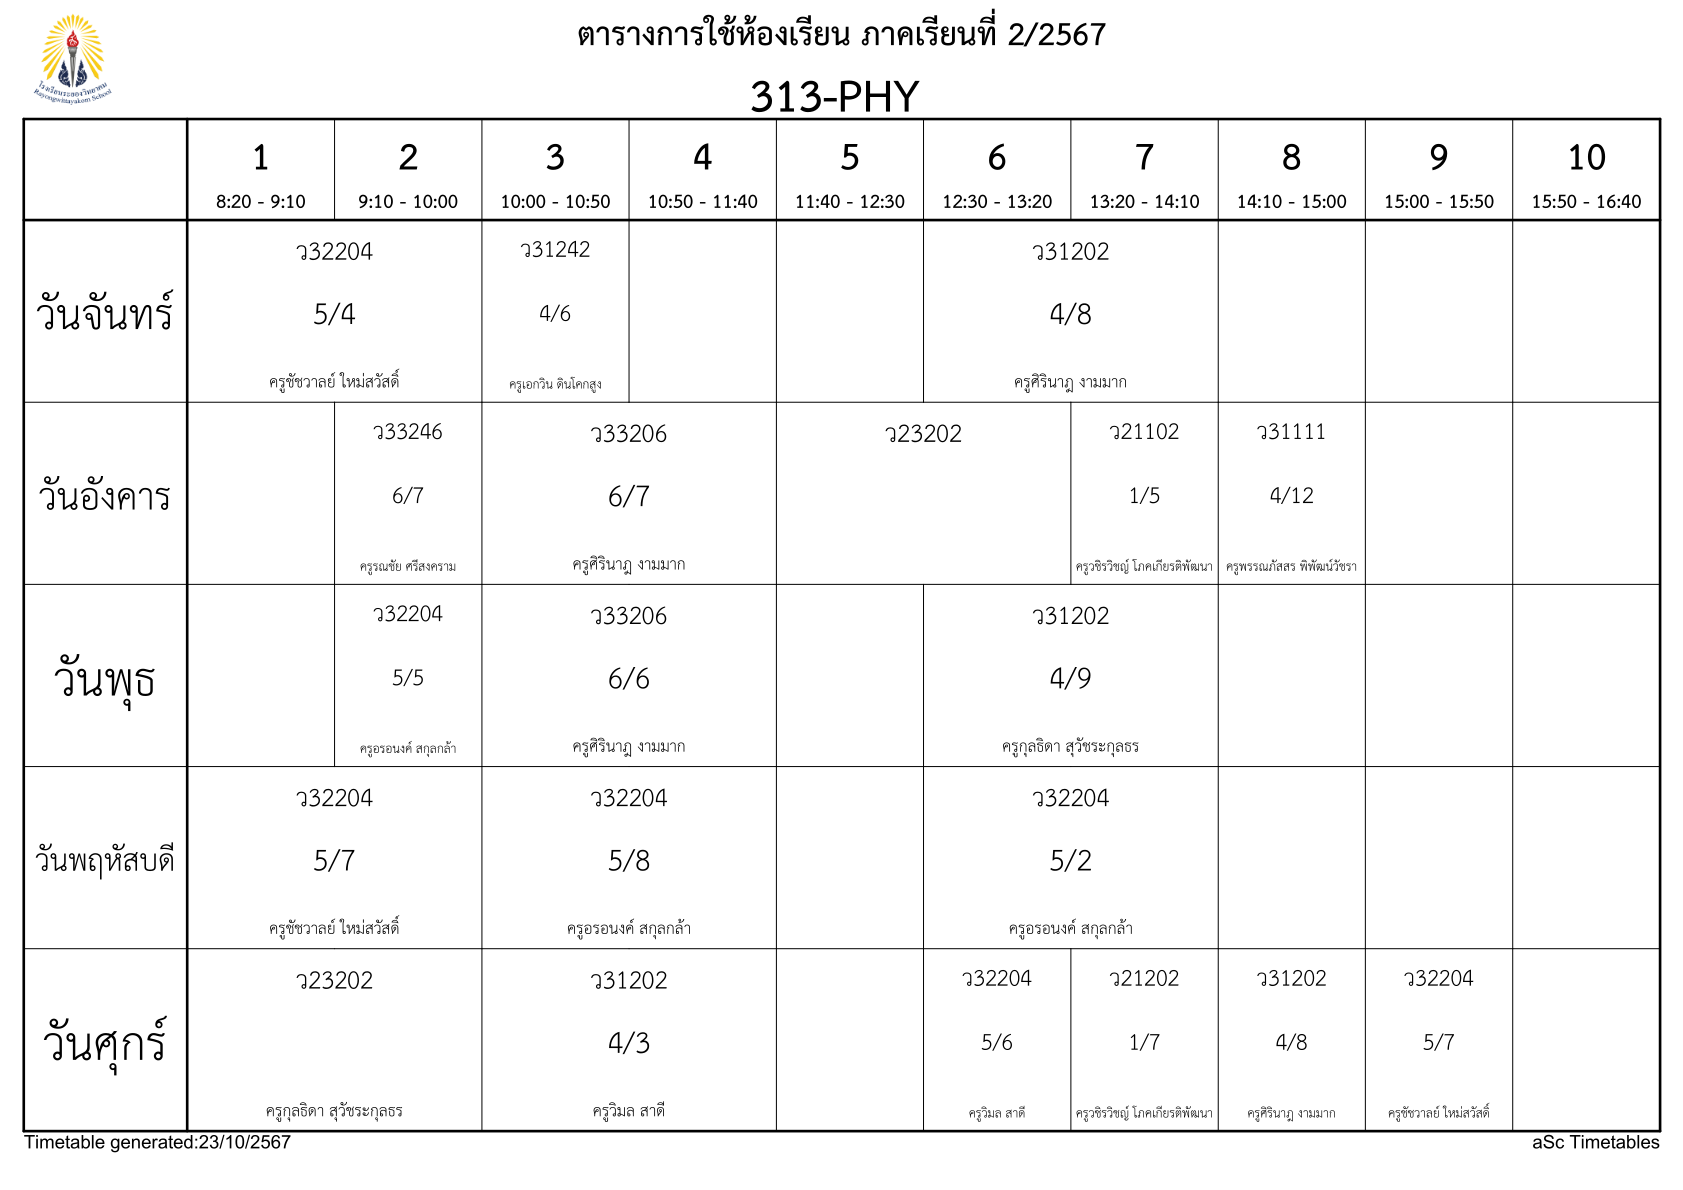 ตารางการใช้ห้องเรียน ภาคเรียนที่ 2/2567
โรงเรียนระยองวิทยาคม
Rayongwittayakom School
313-PHY
1 2 3 4 5 6 7 8 9 10
8:20 - 9:10 9:10 - 10:00 10:00 - 10:50 10:50 - 11:40 11:40 - 12:30 12:30 - 13:20 13:20 - 14:10 14:10 - 15:00 15:00 - 15:50 15:50 - 16:40
วันจันทร์
ว32204 ว31242 ว31202
5/4 4/6 4/8
ครูชัชวาลย์ ใหม่สวัสดิ์ ครูเอกวิน ดินโคกสูง ครูศิรินาฎ งามมาก
วันอังคาร
ว33246 ว33206 ว23202 ว21102 ว31111
6/7 6/7 1/5 4/12
ครูรณชัย ศรีสงคราม ครูศิรินาฎ งามมาก ครูวชิรวิชญ์ โภคเกียรติพัฒนา ครูพรรณภัสสร พิพัฒน์วัชรา
วันพุธ
ว32204 ว33206 ว31202
5/5 6/6 4/9
ครูอรอนงค์ สกุลกล้า ครูศิรินาฎ งามมาก ครูกุลธิดา สุวัชระกุลธร
วันพฤหัสบดี
ว32204 ว32204 ว32204
5/7 5/8 5/2
ครูชัชวาลย์ ใหม่สวัสดิ์ ครูอรอนงค์ สกุลกล้า ครูอรอนงค์ สกุลกล้า
วันศุกร์
ว23202 ว31202 ว32204 ว21202 ว31202 ว32204
4/3 5/6 1/7 4/8 5/7
ครูกุลธิดา สุวัชระกุลธร ครูวิมล สาดี ครูวิมล สาดี ครูวชิรวิชญ์ โภคเกียรติพัฒนา ครูศิรินาฎ งามมาก ครูชัชวาลย์ ใหม่สวัสดิ์
Timetable generated:23/10/2567 aSc Timetables